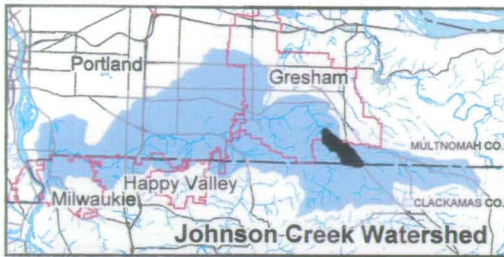 Portland
Gresham
MULTNOMAH CO.
Happy Valley
Milwaukie
CLACKAMAS CO.
Johnson Creek Watershed